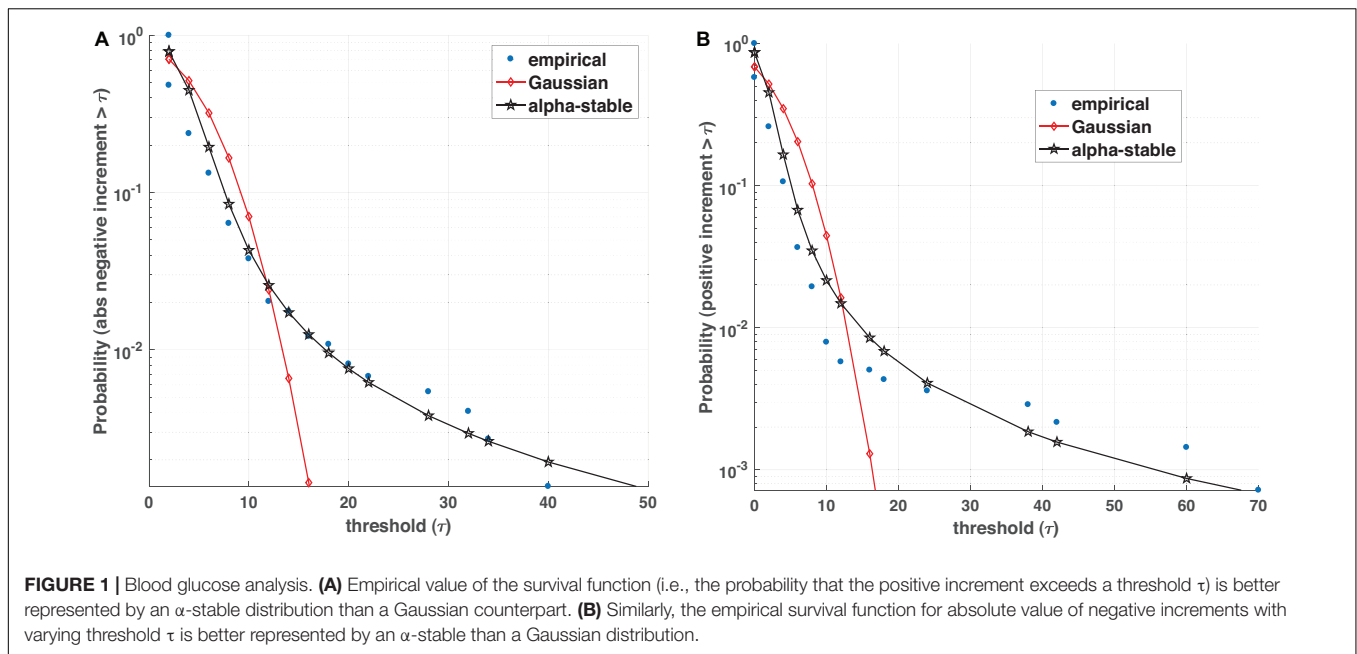 A
10^0
10^-1
10^-2
0 10 20 30 40 50
threshold (τ)
Probability (abs negative increment > τ)
empirical
Gaussian
alpha-stable
B
10^0
10^-1
10^-2
10^-3
0 10 20 30 40 50 60 70
threshold (τ)
Probability (positive increment > τ)
empirical
Gaussian
alpha-stable
FIGURE 1 | Blood glucose analysis. (A) Empirical value of the survival function (i.e., the probability that the positive increment exceeds a threshold τ) is better
represented by an α-stable distribution than a Gaussian counterpart. (B) Similarly, the empirical survival function for absolute value of negative increments with
varying threshold τ is better represented by an α-stable than a Gaussian distribution.